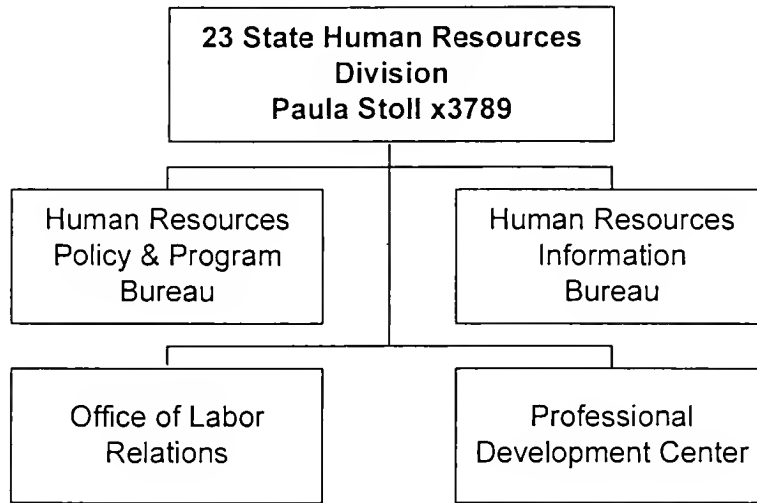 23 State Human Resources
Division
Paula Stoll x3789
Human Resources
Policy & Program
Bureau
Human Resources
Information
Bureau
Office of Labor
Relations
Professional
Development Center